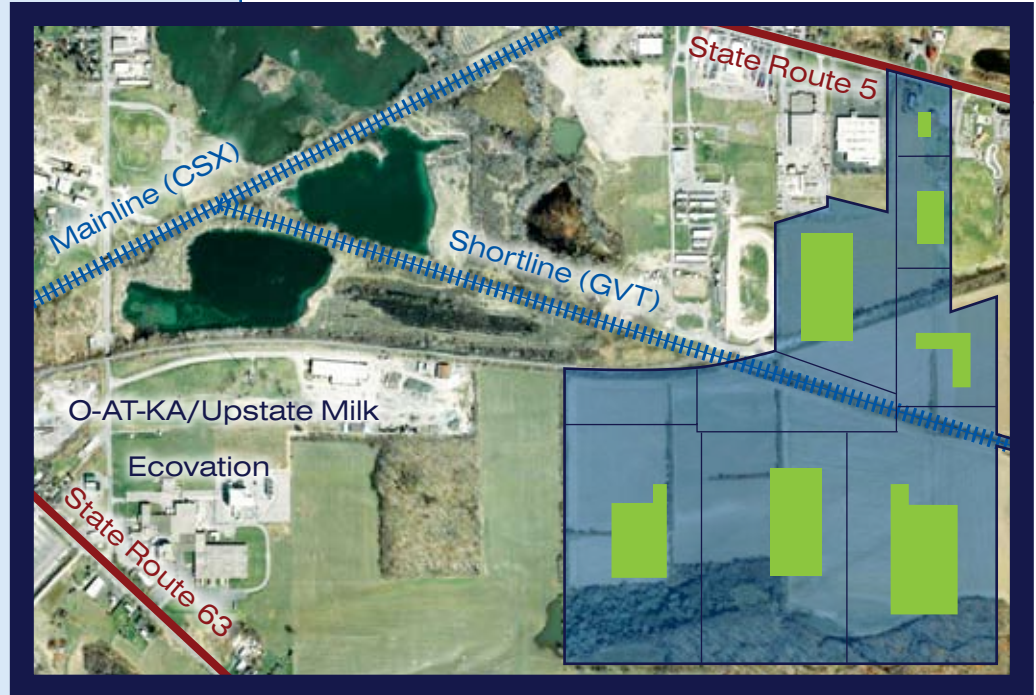 State Route 5
Mainline (CSX)
Shortline (GVT)
O-AT-KA/Upstate Milk
Ecovation
State Route 63